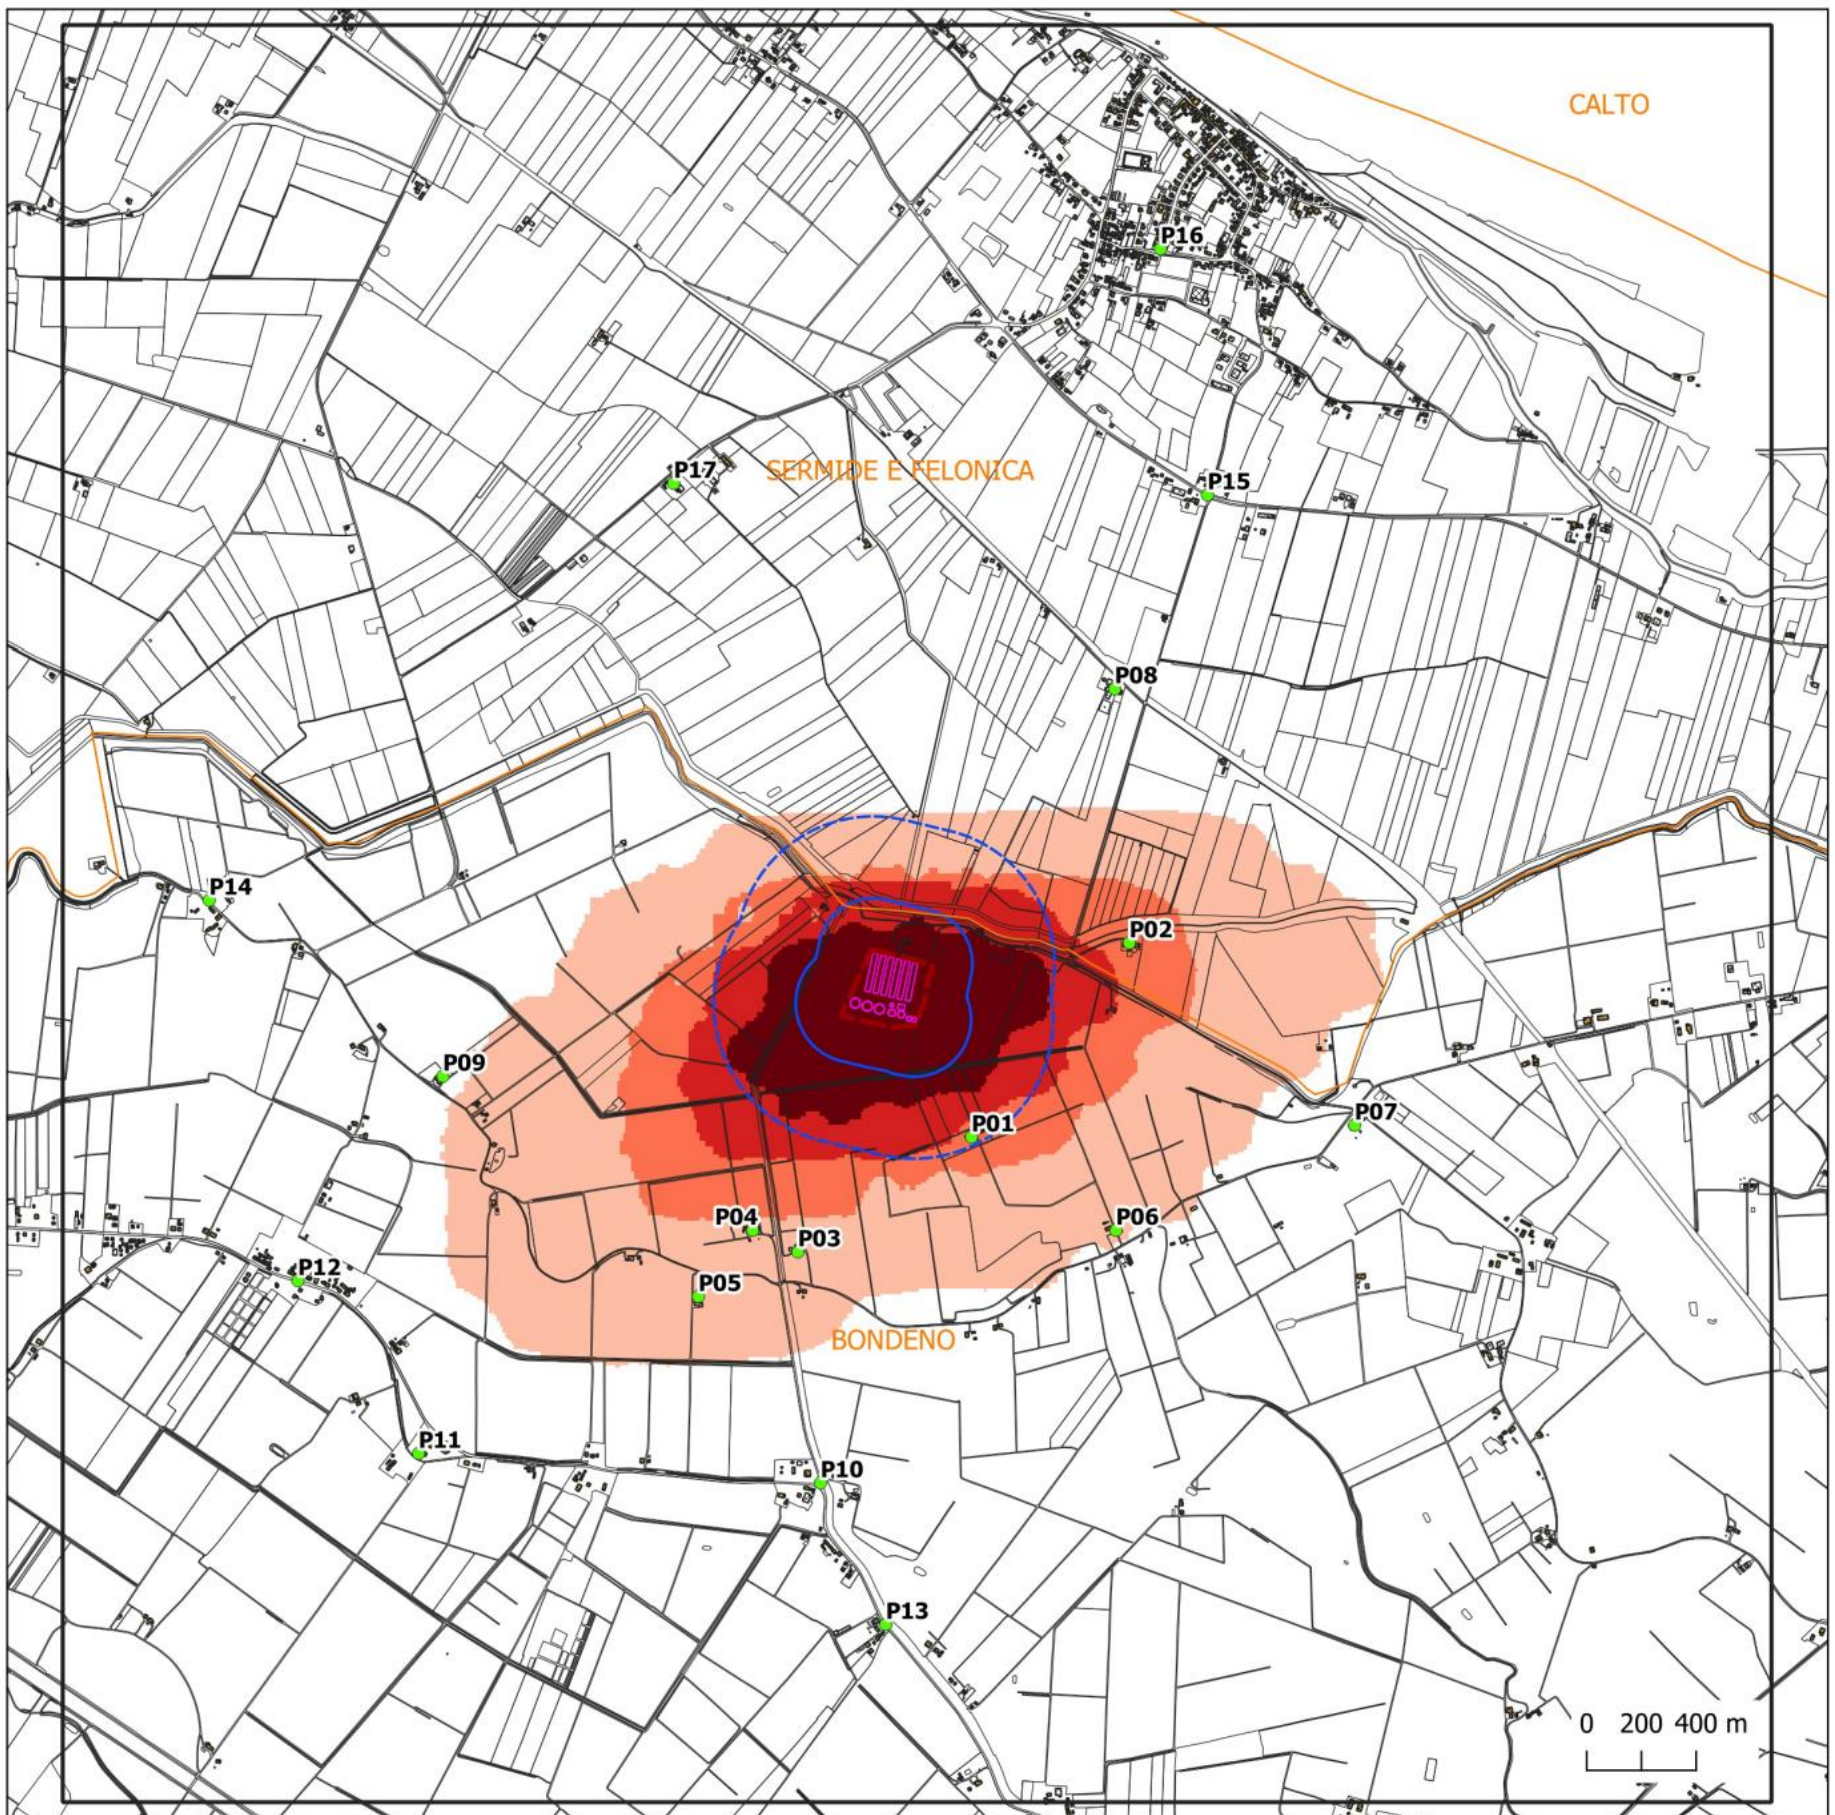 CALTO
P16
SERMIDE E FELONICA
P17
P15
P08
P14
P02
P09
P07
P01
P04
P06
P03
P12
P05
BONDENO
P11
P10
P13
0 200 400 m